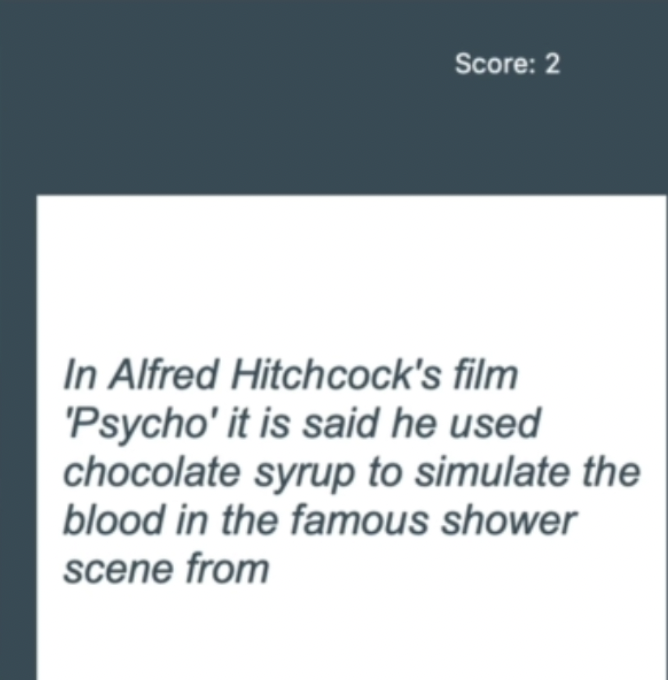 Score: 2
In Alfred Hitchcock's film
'Psycho' it is said he used
chocolate syrup to simulate the
blood in the famous shower
scene from